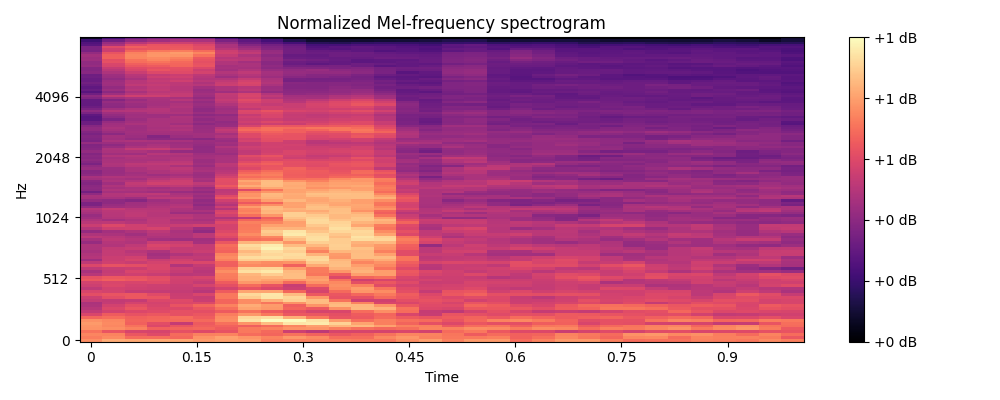 Normalized Mel-frequency spectrogram
+1 dB
4096
+1 dB
2048
+1 dB
Hz
1024
+0 dB
512
+0 dB
0
+0 dB
0 0.15 0.3 0.45 0.6 0.75 0.9
Time